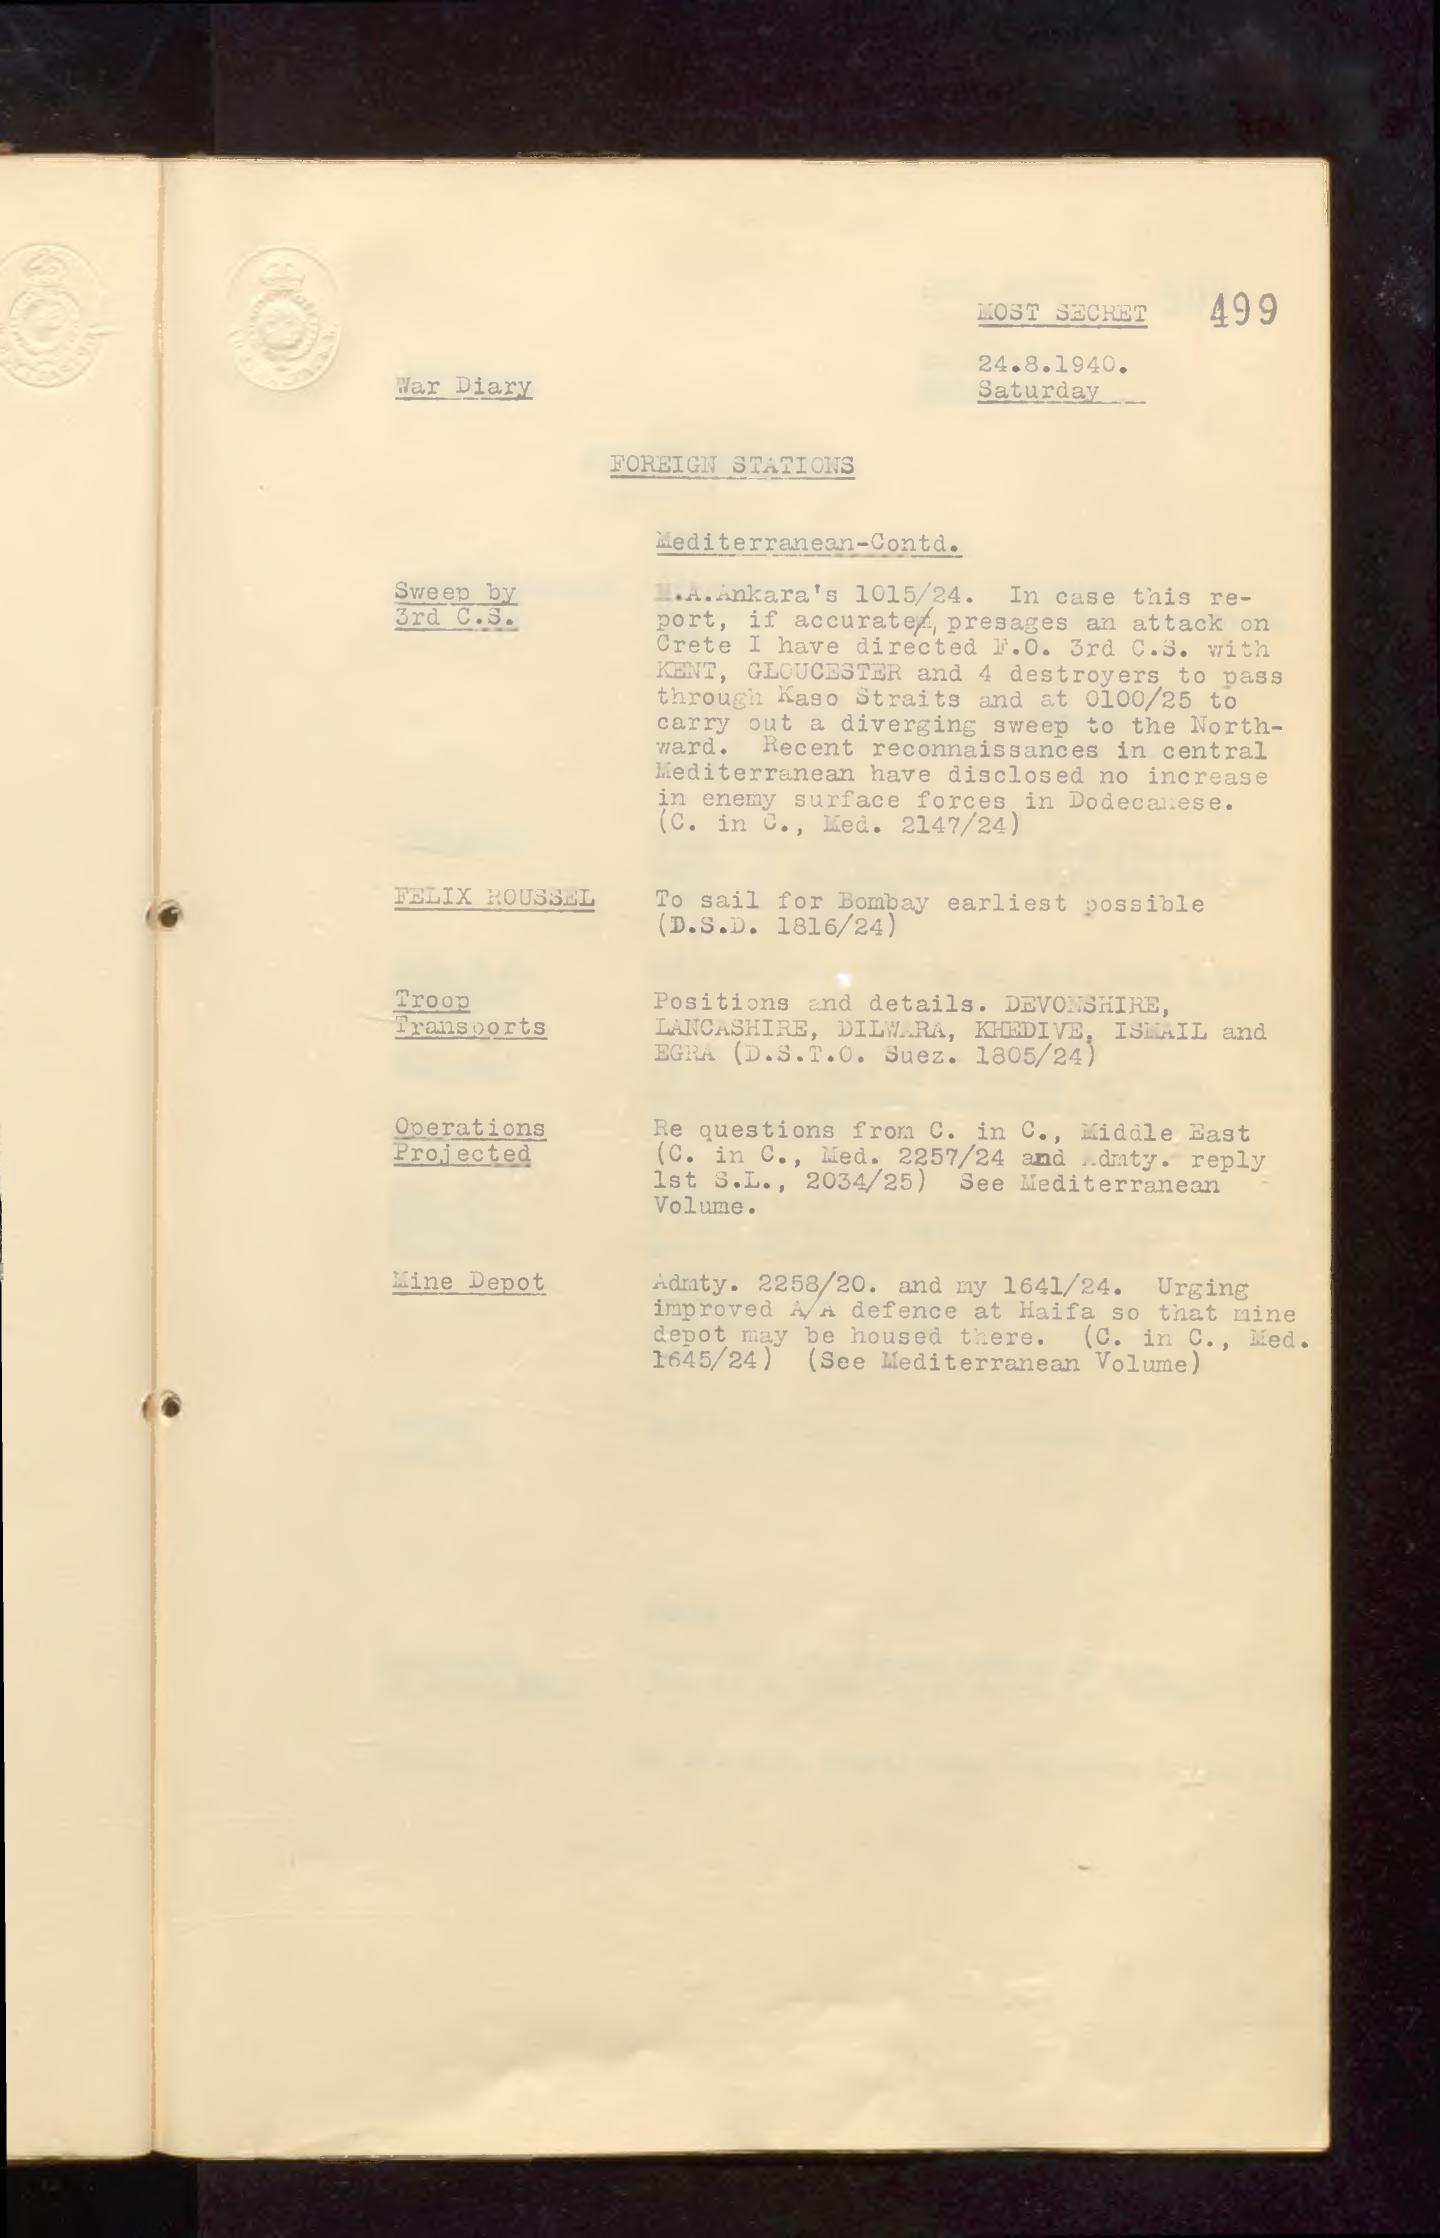 MOST SECRET 499
24.8.1940.
War Diary Saturday
FOREIGN STATIONS
Mediterranean-Contd.
Sweep by
3rd C.S.
M.A.Ankara's 1015/24. In case this re-
port, if accurate, presages an attack on
Crete I have directed F.O. 3rd C.S. with
KENT, GLOUCESTER and 4 destroyers to pass
through Kaso Straits and at 0100/25 to
carry out a diverging sweep to the North-
ward. Recent reconnaissances in central
Mediterranean have disclosed no increase
in enemy surface forces in Dodecanese.
(C. in C., Med. 2147/24)
FELIX ROUSSEL
To sail for Bombay earliest possible
(D.S.D. 1816/24)
Troop
Transports
Positions and details. DEVONSHIRE,
LANCASHIRE, DILWARA, KHEDIVE, ISMAIL and
EGRA (D.S.T.O. Suez. 1805/24)
Operations
Projected
Re questions from C. in C., Middle East
(C. in C., Med. 2257/24 and Admty. reply
1st S.L., 2034/25) See Mediterranean
Volume.
Mine Depot
Admty. 2258/20. and my 1641/24. Urging
improved A/A defence at Haifa so that mine
depot may be housed there. (C. in C., Med.
1645/24) (See Mediterranean Volume)